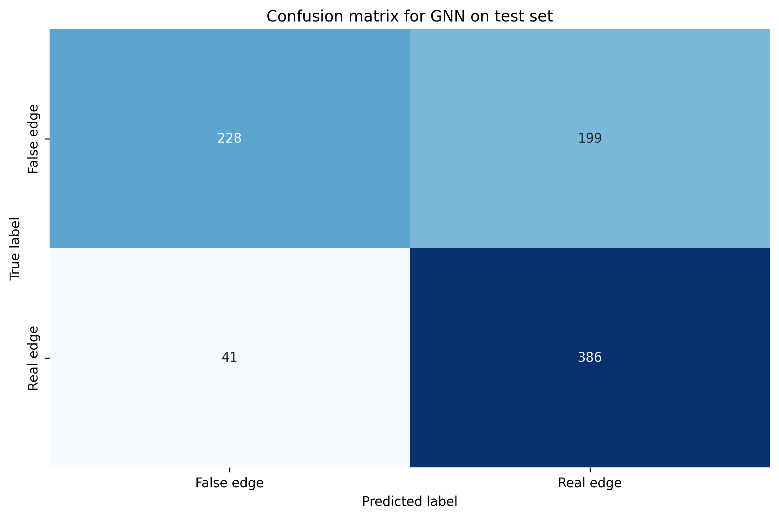 Confusion matrix for GNN on test set
True label
False edge
228
199
Real edge
41
386
False edge
Real edge
Predicted label